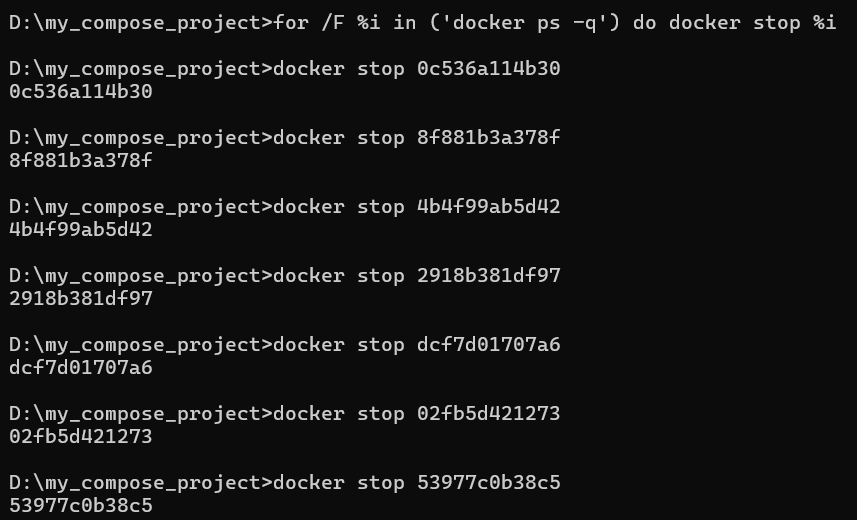 D:\my_compose_project>for /F %i in ('docker ps -q') do docker stop %i
D:\my_compose_project>docker stop 0c536a114b30
0c536a114b30
D:\my_compose_project>docker stop 8f881b3a378f
8f881b3a378f
D:\my_compose_project>docker stop 4b4f99ab5d42
4b4f99ab5d42
D:\my_compose_project>docker stop 2918b381df97
2918b381df97
D:\my_compose_project>docker stop dcf7d01707a6
dcf7d01707a6
D:\my_compose_project>docker stop 02fb5d421273
02fb5d421273
D:\my_compose_project>docker stop 53977c0b38c5
53977c0b38c5